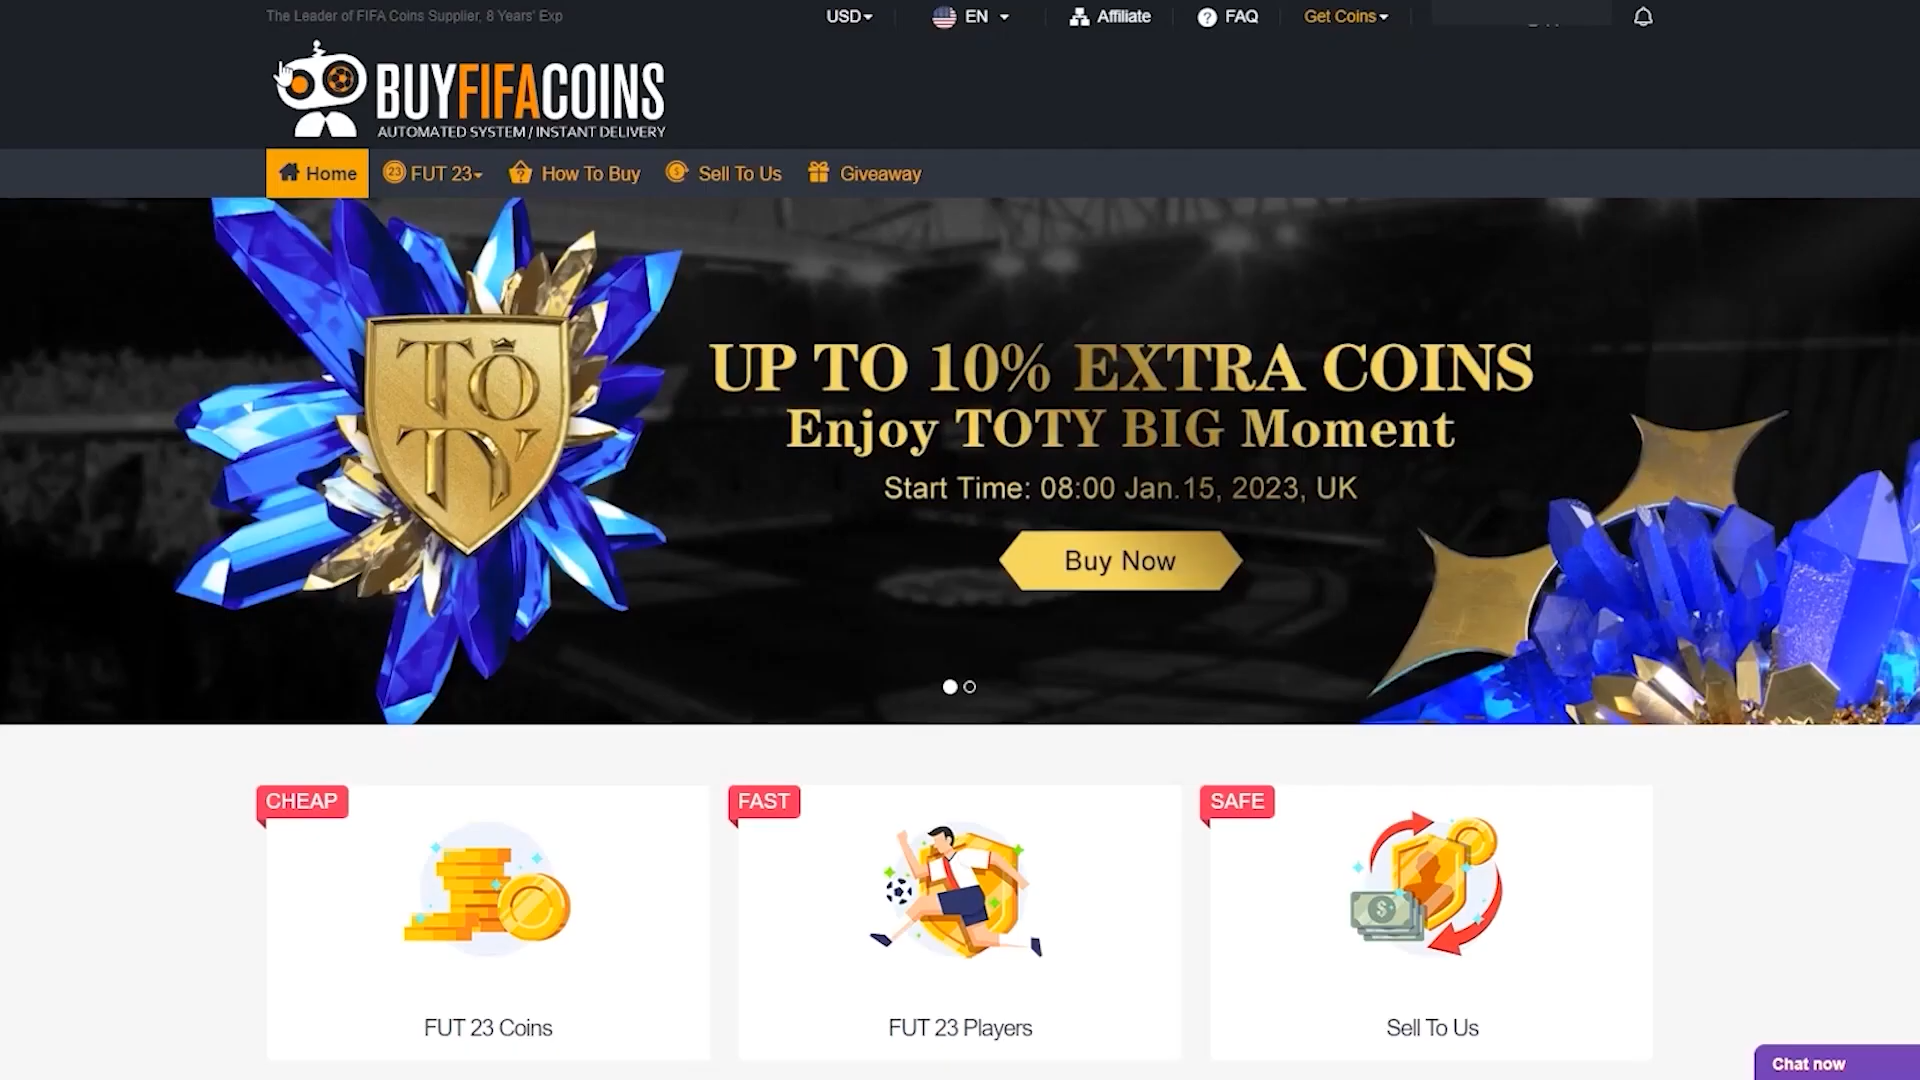 The Leader of FIFA Coins Supplier, 8 Years' Exp
USD
EN
Affiliate
FAQ
Get Coins
BUYFIFACOINS
AUTOMATED SYSTEM / INSTANT DELIVERY
Home
23
FUT 23
How To Buy
Sell To Us
Giveaway
TO
TY
UP TO 10% EXTRA COINS
Enjoy TOTY BIG Moment
Start Time: 08:00 Jan.15, 2023, UK
Buy Now
CHEAP
FAST
SAFE
FUT 23 Coins
FUT 23 Players
Sell To Us
Chat now